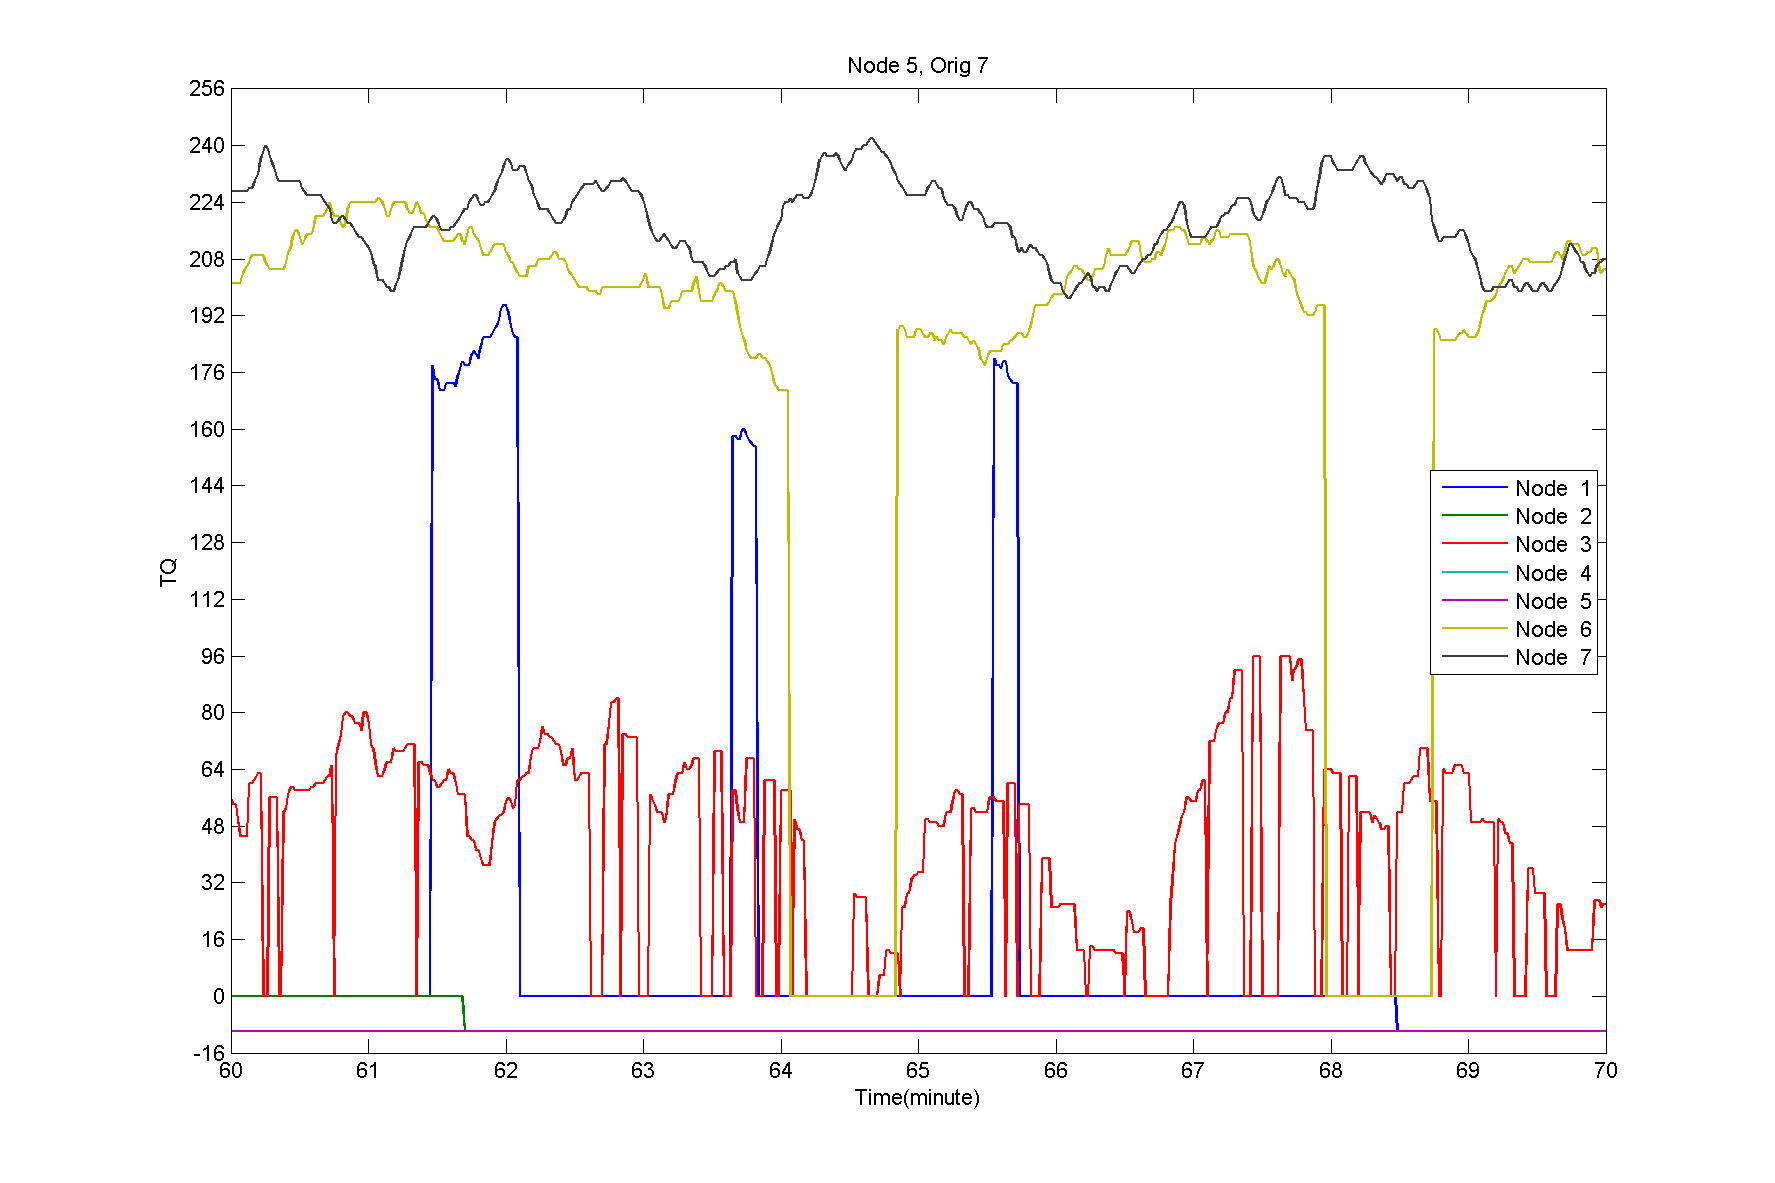 Node 5, Orig 7
256
240
224
208
192
176
160
144
128
112
96
80
64
48
32
16
0
-16
TQ
Node 1
Node 2
Node 3
Node 4
Node 5
Node 6
Node 7
60 61 62 63 64 65 66 67 68 69 70
Time(minute)